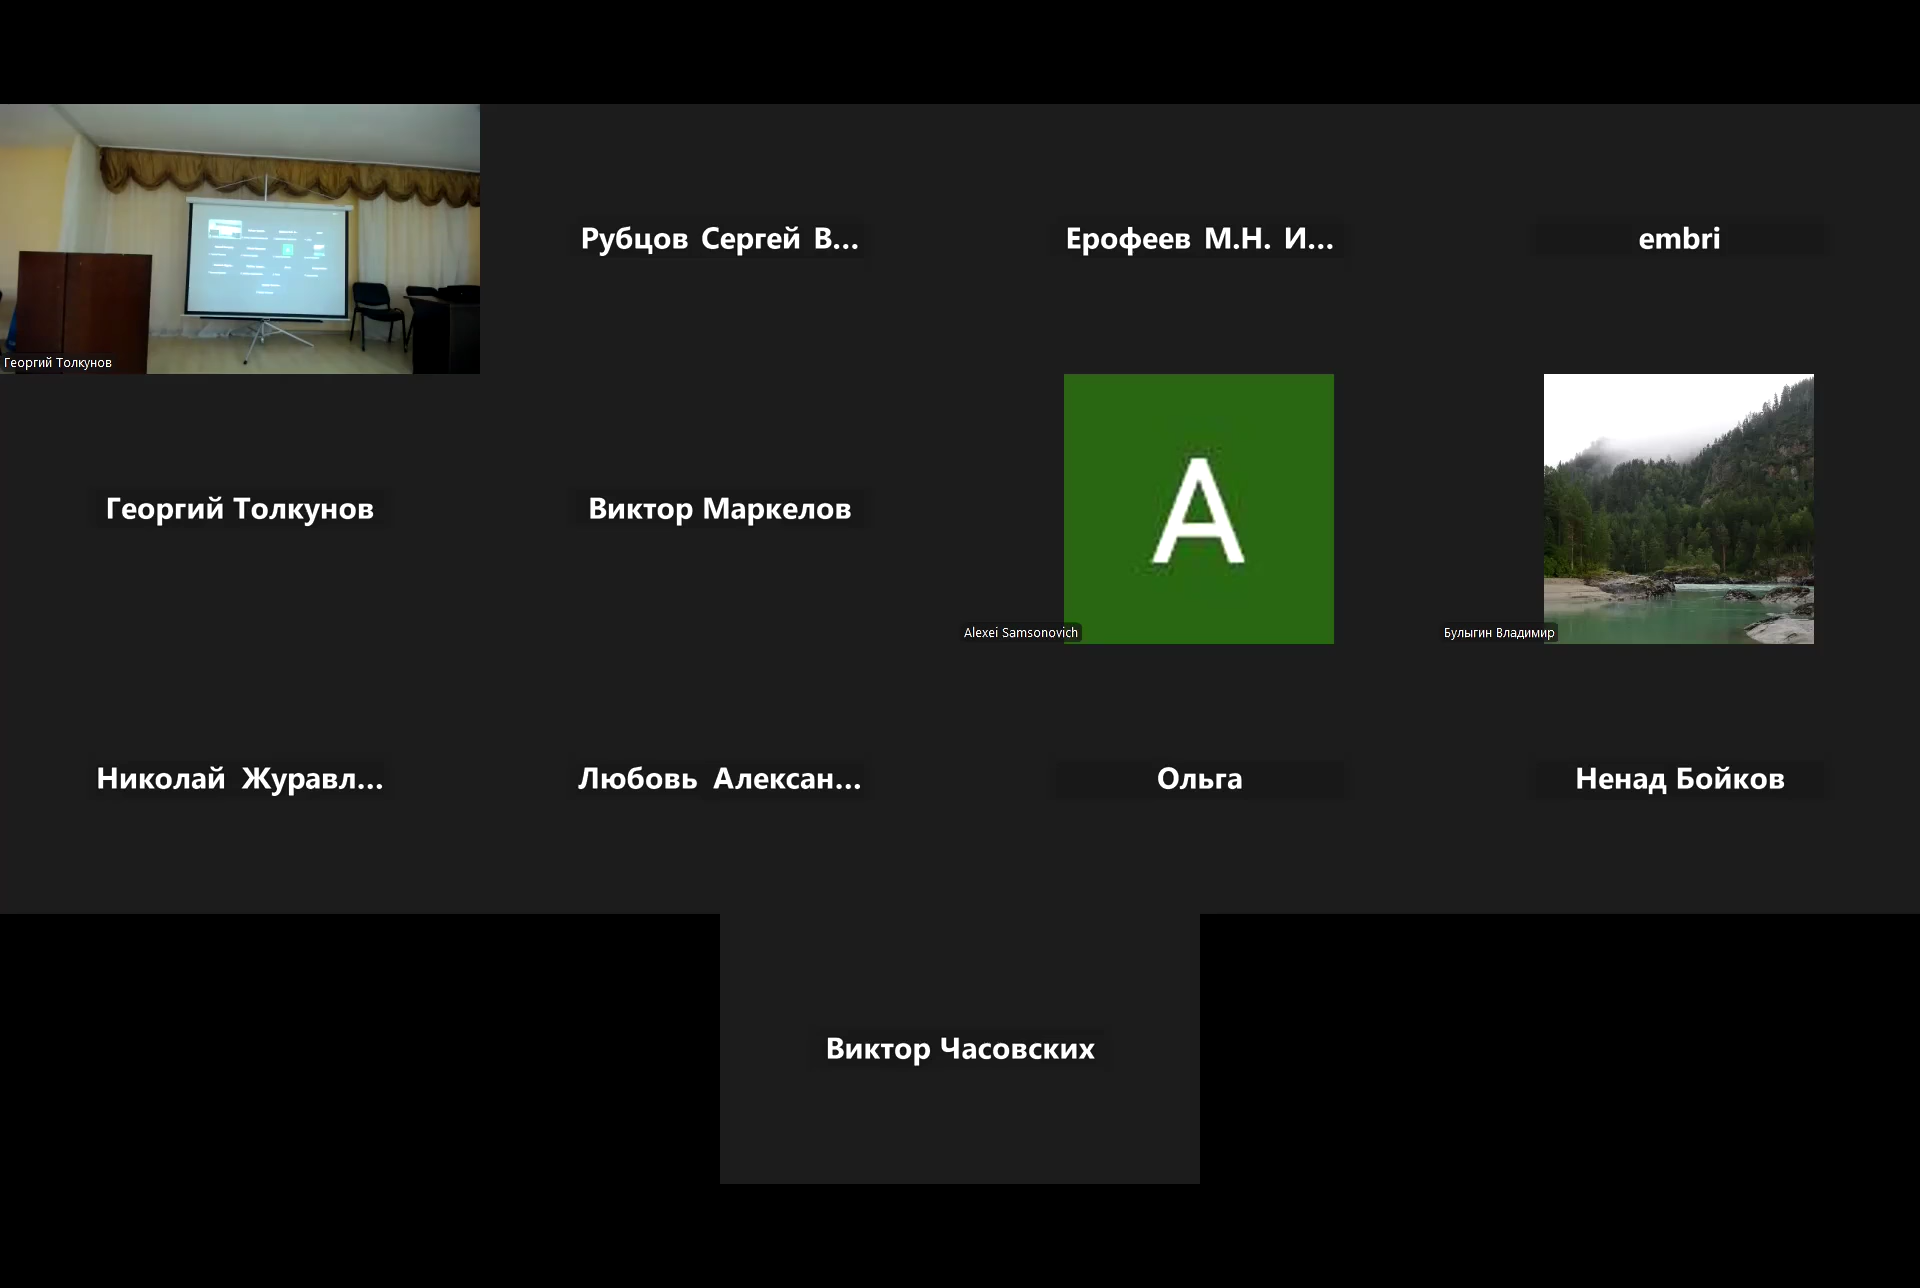 Георгий Толкунов
Рубцов Сергей В...
Ерофеев М.Н. И...
embri
Георгий Толкунов
Виктор Маркелов
A
Alexei Samsonovich
Булыгин Владимир
Николай Журавл...
Любовь Алексан...
Ольга
Ненад Бойков
Виктор Часовских